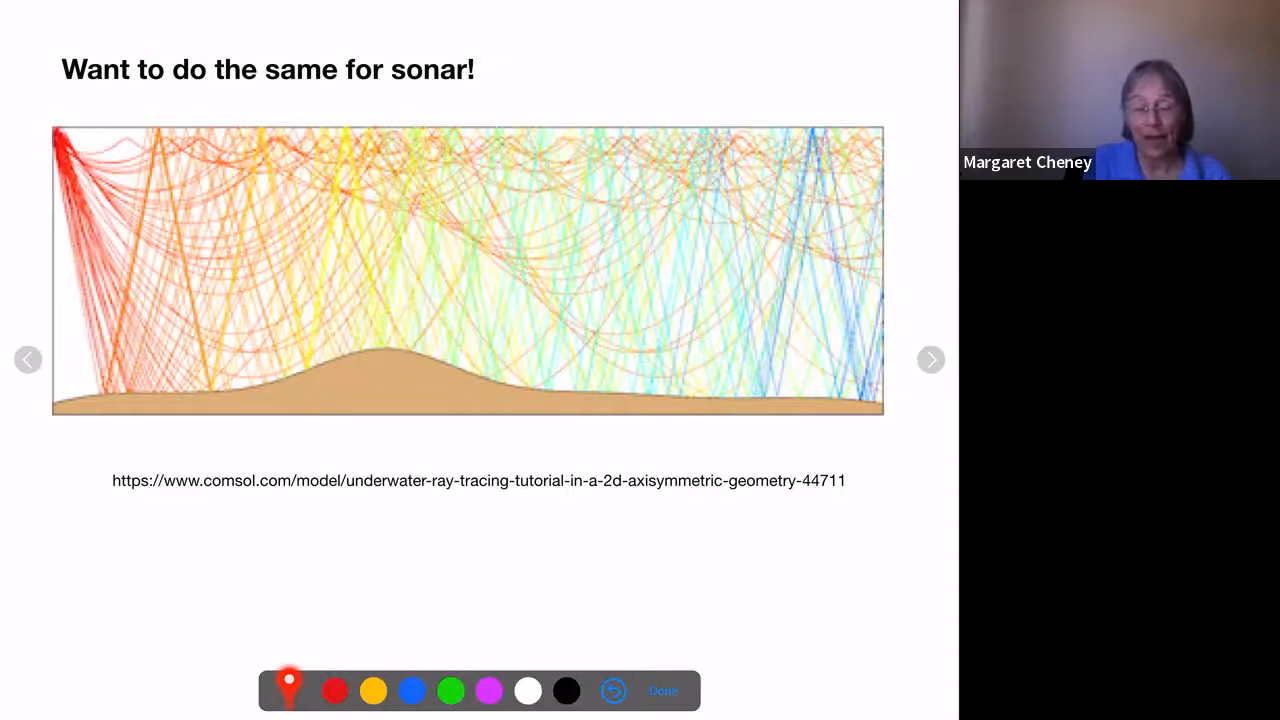 Want to do the same for sonar!
Margaret Cheney
https://www.comsol.com/model/underwater-ray-tracing-tutorial-in-a-2d-axisymmetric-geometry-44711
Done